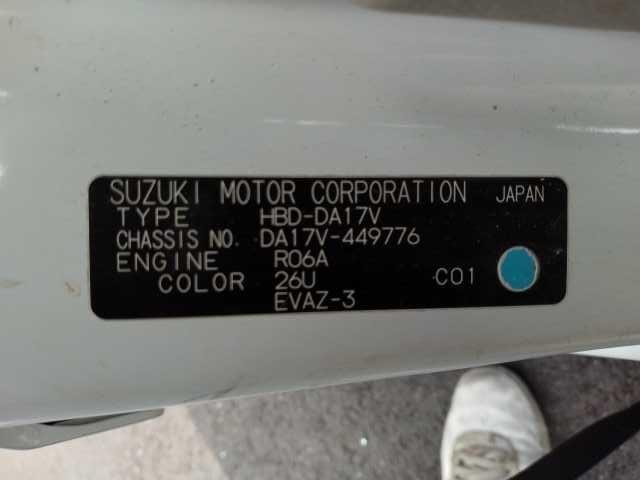 SUZUKI MOTOR CORPORATION JAPAN
TYPE HBD-DA17V
CHASSIS NO. DA17V-449776
ENGINE R06A
COLOR 26U C01
EVAZ-3